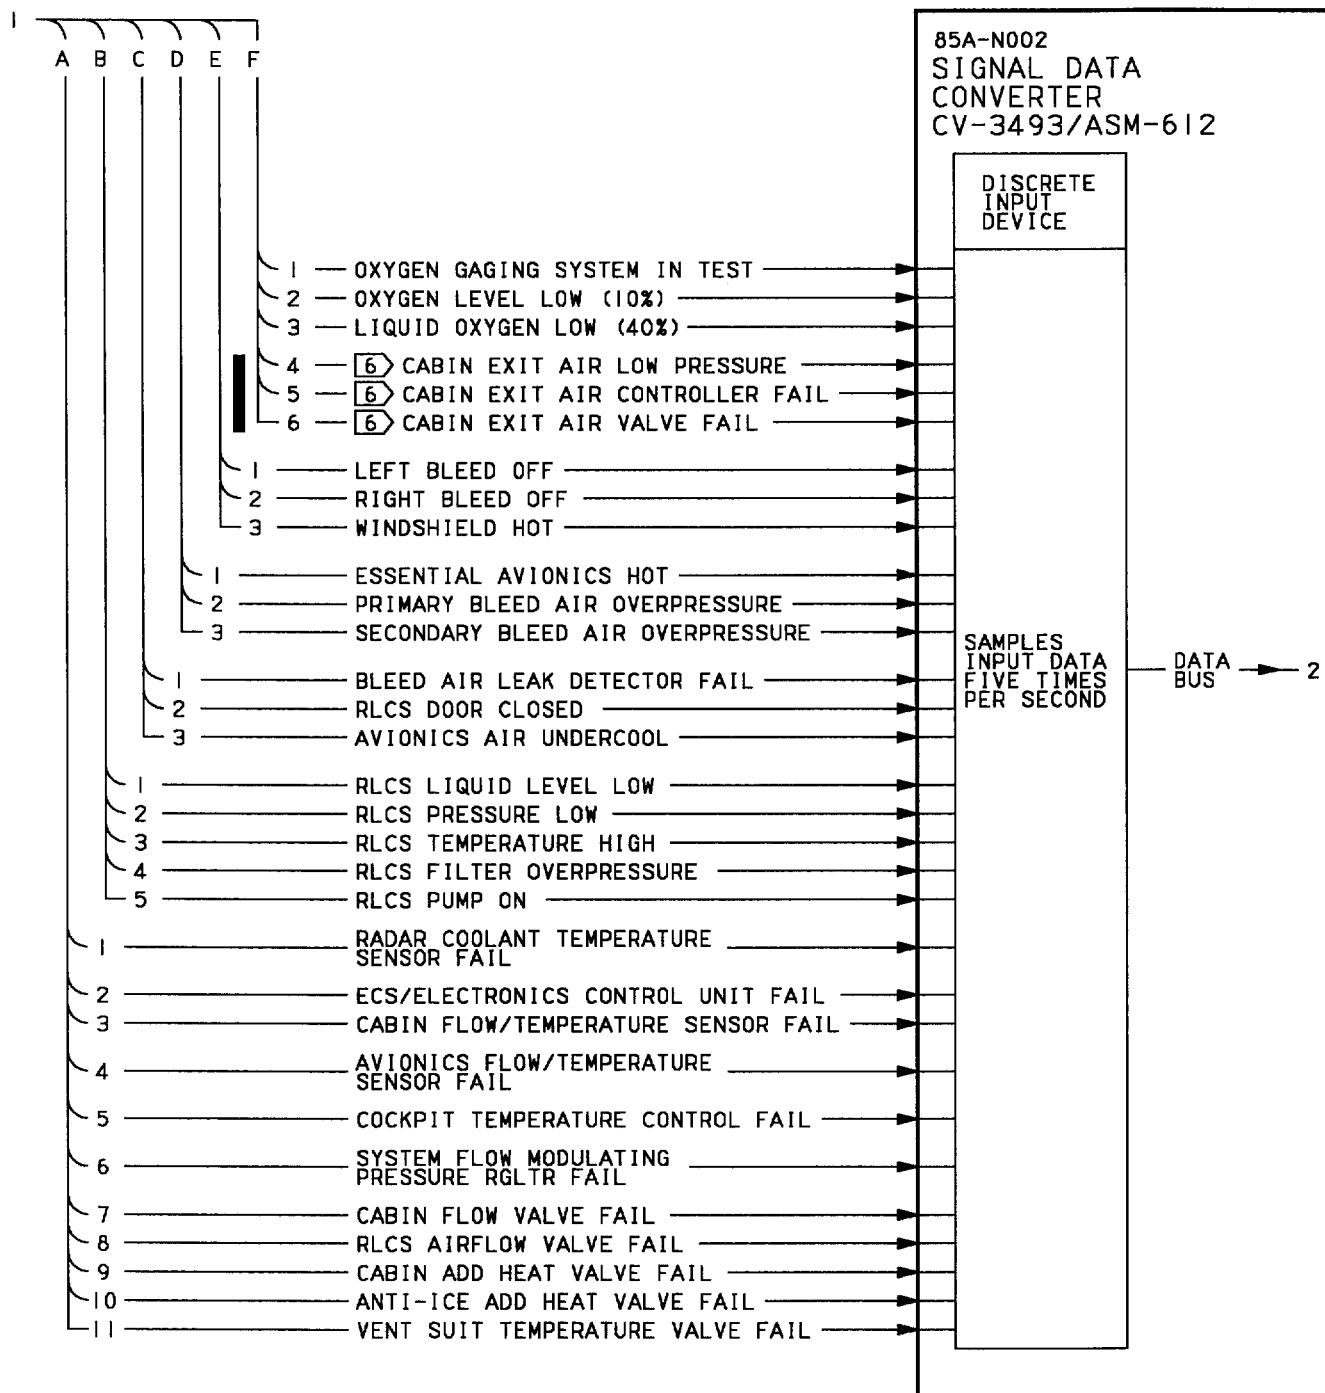 1
A B C D E F
85A-N002
SIGNAL DATA
CONVERTER
CV-3493/ASM-612
DISCRETE
INPUT
DEVICE
1 OXYGEN GAGING SYSTEM IN TEST
2 OXYGEN LEVEL LOW (10%)
3 LIQUID OXYGEN LOW (40%)
4 6 CABIN EXIT AIR LOW PRESSURE
5 6 CABIN EXIT AIR CONTROLLER FAIL
6 6 CABIN EXIT AIR VALVE FAIL
1 LEFT BLEED OFF
2 RIGHT BLEED OFF
3 WINDSHIELD HOT
1 ESSENTIAL AVIONICS HOT
2 PRIMARY BLEED AIR OVERPRESSURE
3 SECONDARY BLEED AIR OVERPRESSURE
1 BLEED AIR LEAK DETECTOR FAIL
2 RLCS DOOR CLOSED
3 AVIONICS AIR UNDERCOOL
SAMPLES
INPUT DATA
FIVE TIMES
PER SECOND
DATA
BUS
2
1 RLCS LIQUID LEVEL LOW
2 RLCS PRESSURE LOW
3 RLCS TEMPERATURE HIGH
4 RLCS FILTER OVERPRESSURE
5 RLCS PUMP ON
1 RADAR COOLANT TEMPERATURE
SENSOR FAIL
2 ECS/ELECTRONICS CONTROL UNIT FAIL
3 CABIN FLOW/TEMPERATURE SENSOR FAIL
4 AVIONICS FLOW/TEMPERATURE
SENSOR FAIL
5 COCKPIT TEMPERATURE CONTROL FAIL
6 SYSTEM FLOW MODULATING
PRESSURE RGLTR FAIL
7 CABIN FLOW VALVE FAIL
8 RLCS AIRFLOW VALVE FAIL
9 CABIN ADD HEAT VALVE FAIL
10 ANTI-ICE ADD HEAT VALVE FAIL
11 VENT SUIT TEMPERATURE VALVE FAIL